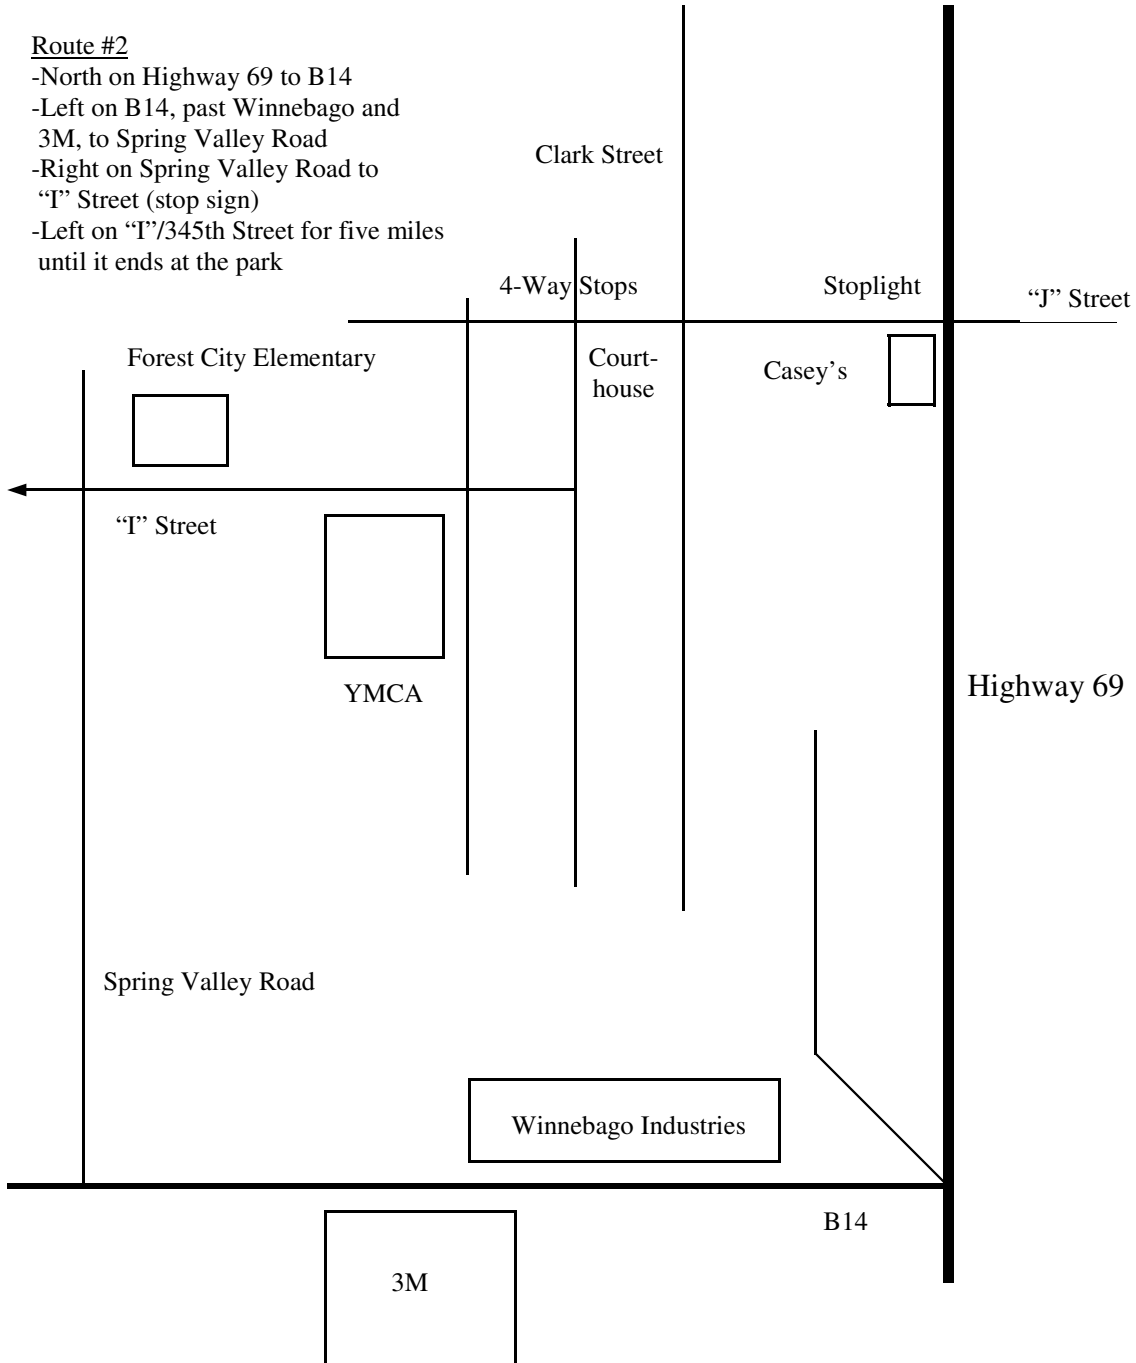 Route #2
-North on Highway 69 to B14
-Left on B14, past Winnebago and
3M, to Spring Valley Road
-Right on Spring Valley Road to
“I” Street (stop sign)
-Left on “I”/345th Street for five miles
until it ends at the park
Clark Street
4-Way Stops
Stoplight
“J” Street
Forest City Elementary
Court-
house
Casey’s
“I” Street
YMCA
Highway 69
Spring Valley Road
Winnebago Industries
B14
3M